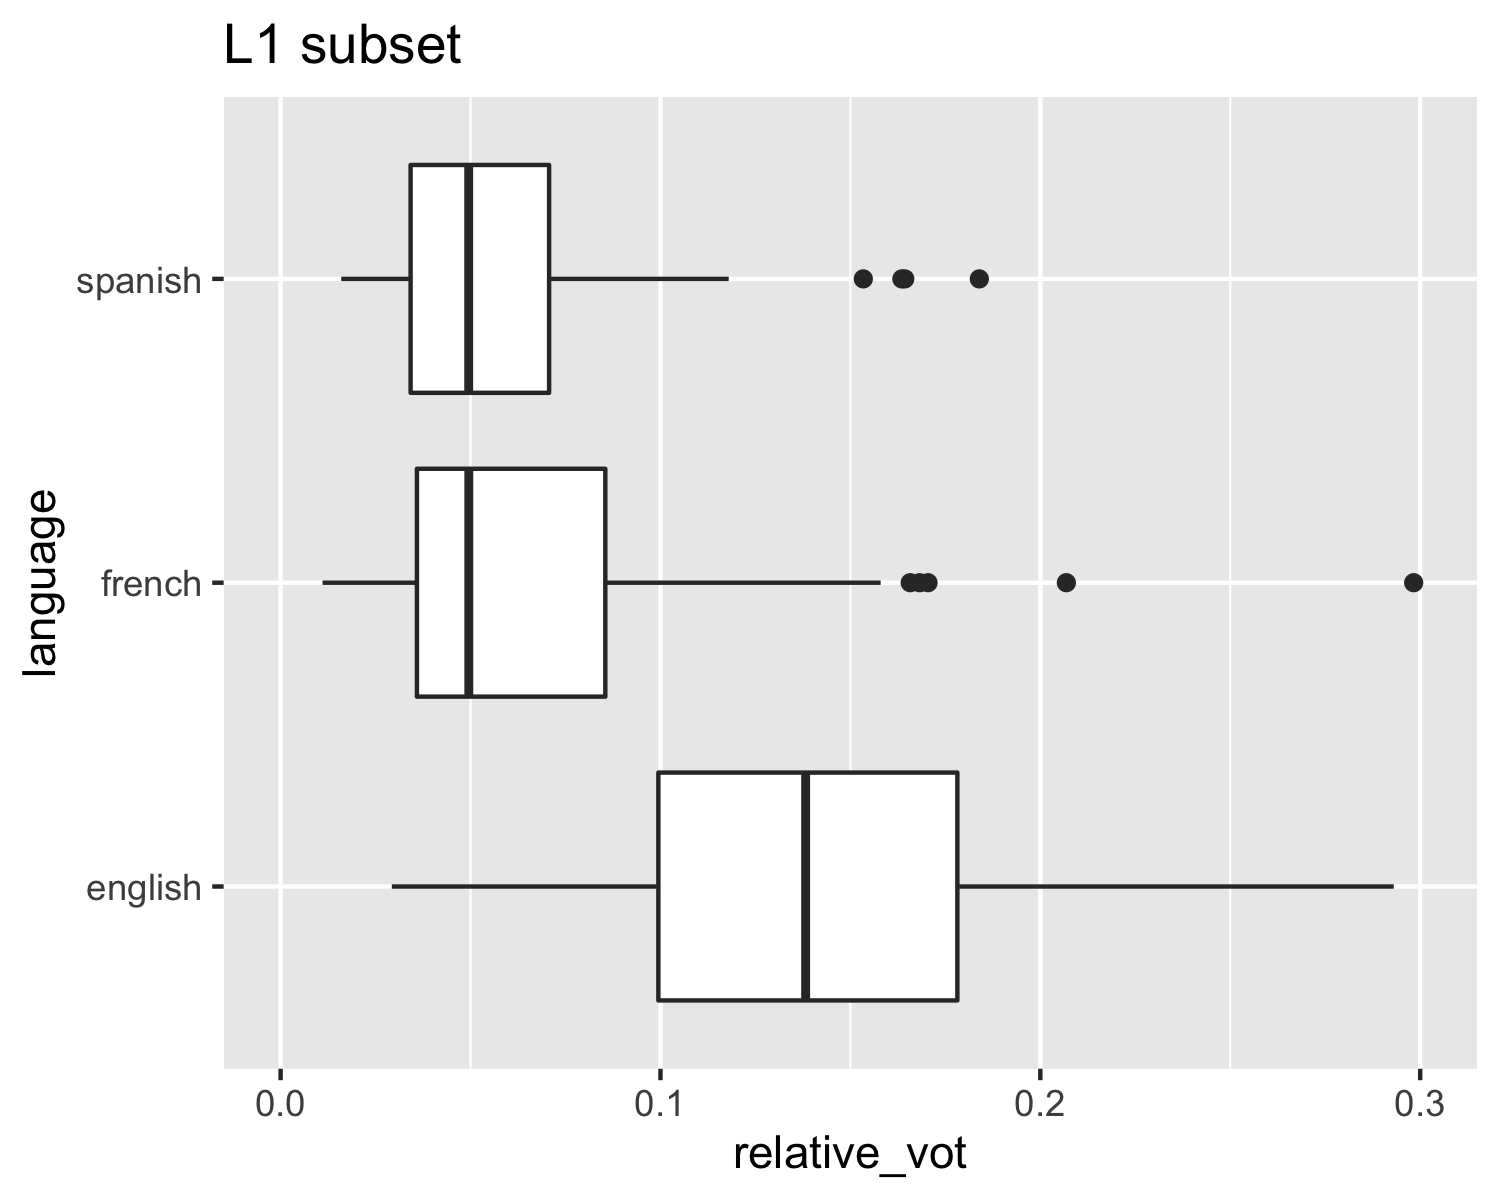 L1 subset
spanish
french
english
language
0.0
0.1
0.2
0.3
relative_vot